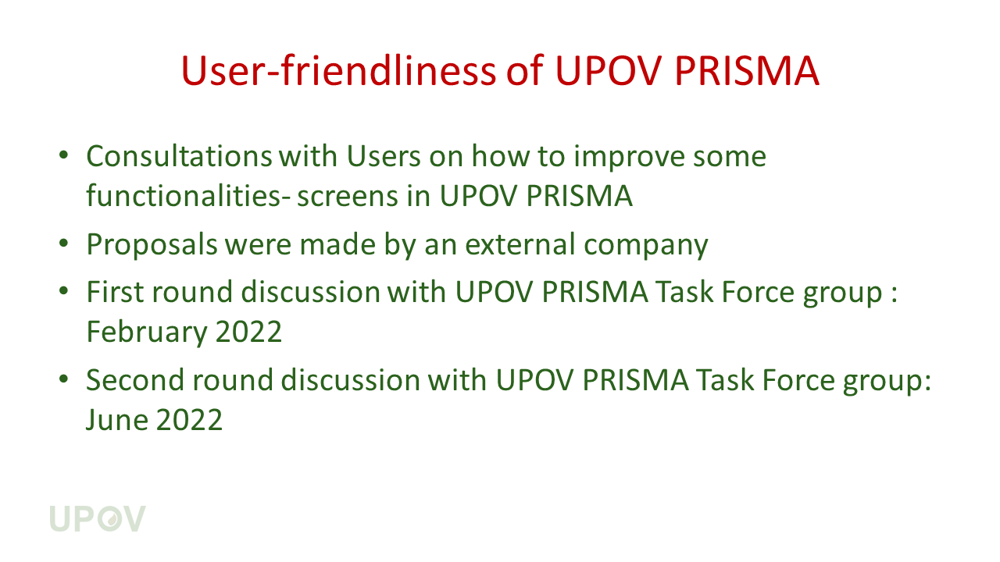 User-friendliness of UPOV PRISMA
• Consultations with Users on how to improve some
functionalities- screens in UPOV PRISMA
• Proposals were made by an external company
• First round discussion with UPOV PRISMA Task Force group :
February 2022
• Second round discussion with UPOV PRISMA Task Force group:
June 2022
UPOV